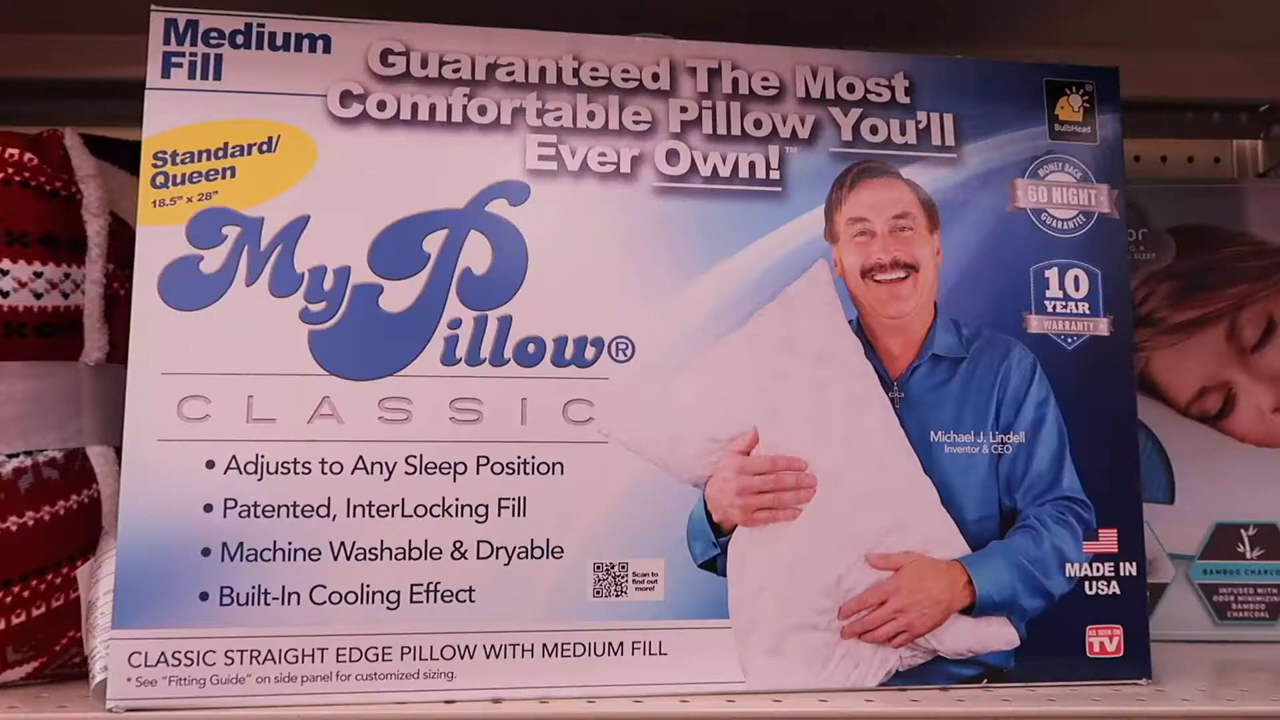 Medium
Fill
Guaranteed The Most
Comfortable Pillow You'll
Ever Own!™
BulbHead®
Standard/
Queen
18.5" x 28"
MONEY BACK
60 NIGHT
GUARANTEE
MyPillow®
10
YEAR
WARRANTY
CLASSIC
• Adjusts to Any Sleep Position
• Patented, InterLocking Fill
• Machine Washable & Dryable
• Built-In Cooling Effect
Scan to
find out
more!
Michael J. Lindell
Inventor & CEO
MADE IN
USA
AS SEEN ON
TV
CLASSIC STRAIGHT EDGE PILLOW WITH MEDIUM FILL
* See "Fitting Guide" on side panel for customized sizing.
or
SLEEP
BAMBOO
INFUSED WITH
ODOR MINIMIZING
BAMBOO
CHARCOAL